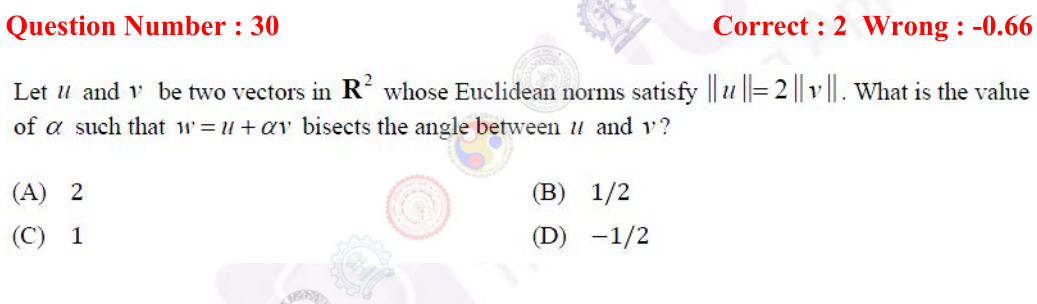 Question Number : 30 Correct : 2 Wrong : -0.66
Let u and v be two vectors in R² whose Euclidean norms satisfy ||u||= 2||v||. What is the value
of α such that w = u + αv bisects the angle between u and v?
(A) 2 (B) 1/2
(C) 1 (D) −1/2